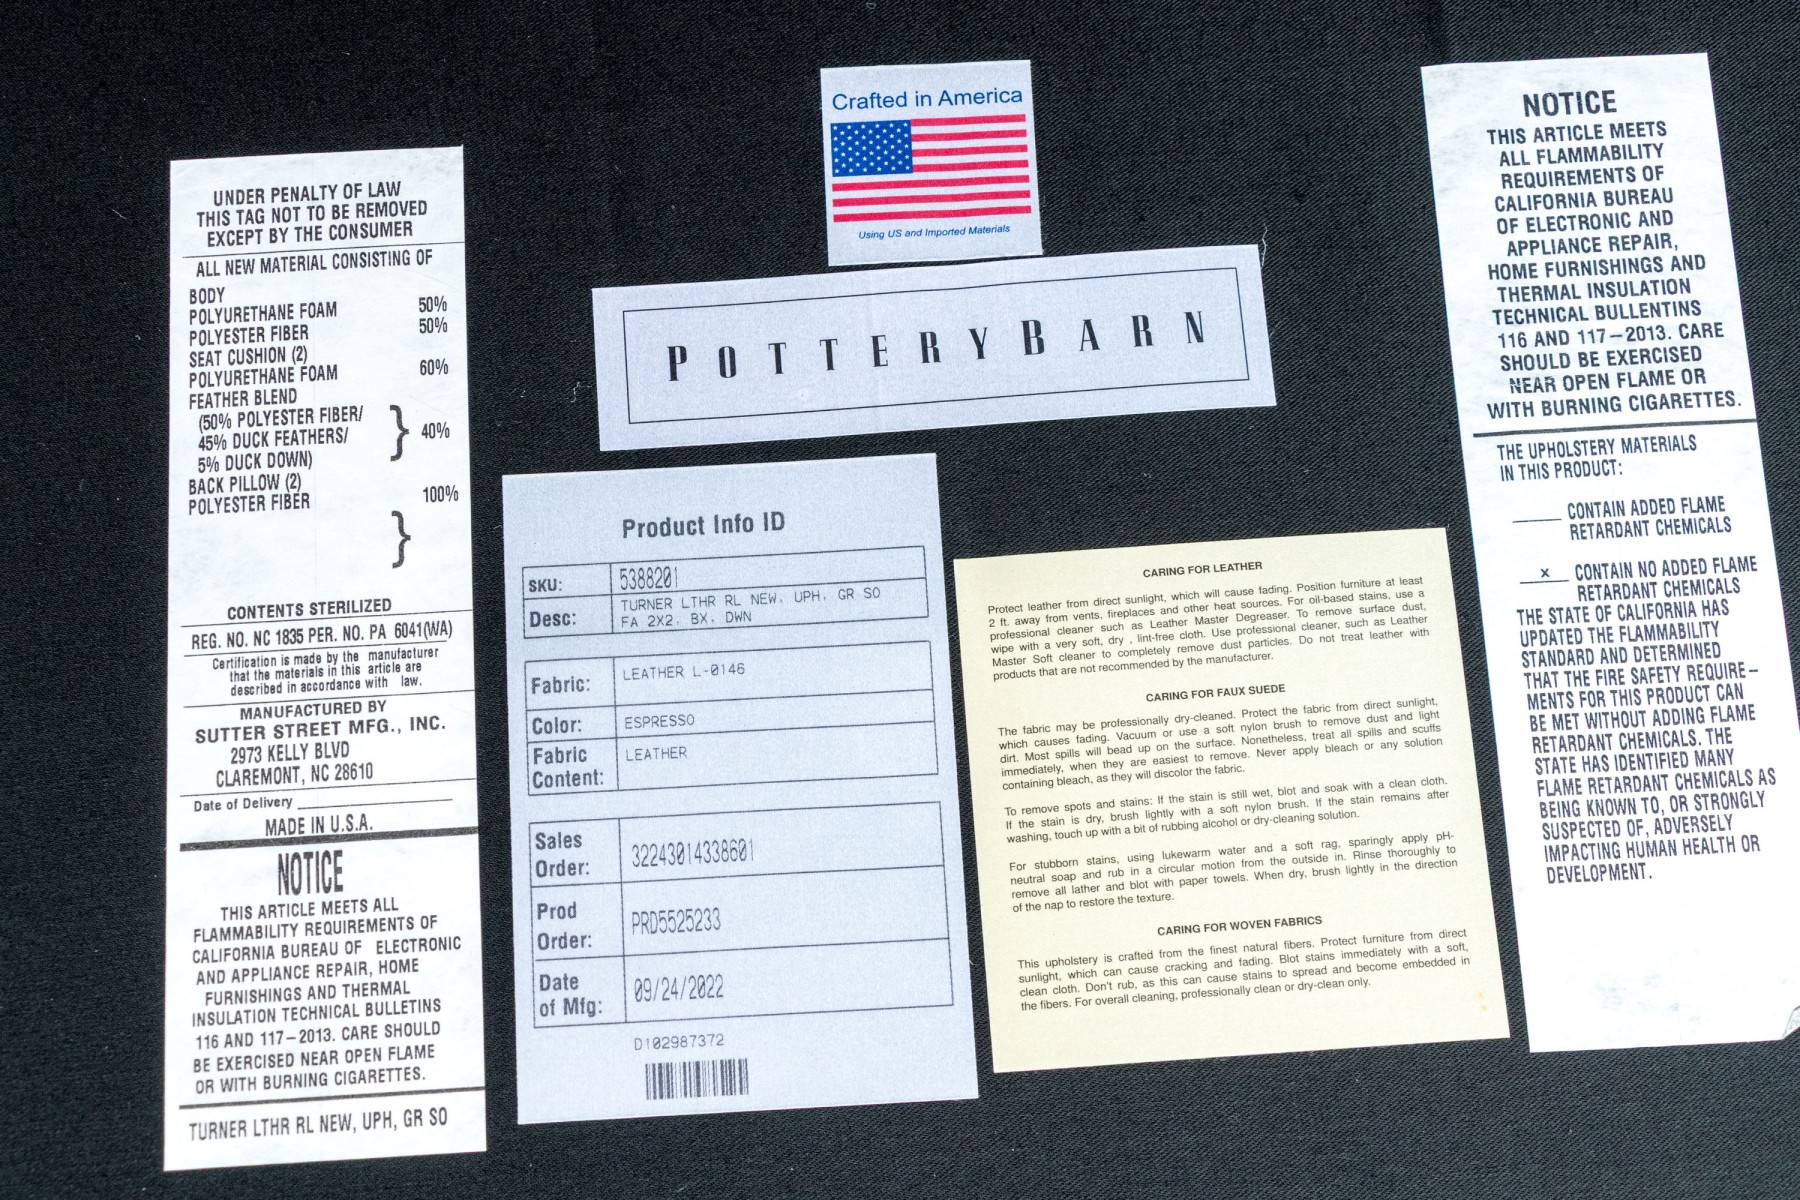 UNDER PENALTY OF LAW
THIS TAG NOT TO BE REMOVED
EXCEPT BY THE CONSUMER
ALL NEW MATERIAL CONSISTING OF
BODY
POLYURETHANE FOAM 50%
POLYESTER FIBER 50%
SEAT CUSHION (2)
POLYURETHANE FOAM 60%
FEATHER BLEND
(50% POLYESTER FIBER/
45% DUCK FEATHERS/ } 40%
5% DUCK DOWN)
BACK PILLOW (2)
POLYESTER FIBER 100%
}
CONTENTS STERILIZED
REG. NO. NC 1835 PER. NO. PA 6041(WA)
Certification is made by the manufacturer
that the materials in this article are
described in accordance with law.
MANUFACTURED BY
SUTTER STREET MFG., INC.
2973 KELLY BLVD
CLAREMONT, NC 28610
Date of Delivery
MADE IN U.S.A.
NOTICE
THIS ARTICLE MEETS ALL
FLAMMABILITY REQUIREMENTS OF
CALIFORNIA BUREAU OF ELECTRONIC
AND APPLIANCE REPAIR, HOME
FURNISHINGS AND THERMAL
INSULATION TECHNICAL BULLETINS
116 AND 117-2013. CARE SHOULD
BE EXERCISED NEAR OPEN FLAME
OR WITH BURNING CIGARETTES.
TURNER LTHR RL NEW, UPH, GR SO
Crafted in America
Using US and Imported Materials
POTTERYBARN
Product Info ID
SKU: 5388201
Desc: TURNER LTHR RL NEW, UPH, GR SO
FA 2X2, BX, DWN
Fabric: LEATHER L-0146
Color: ESPRESSO
Fabric
Content: LEATHER
Sales
Order: 32243014338601
Prod
Order: PRD5525233
Date
of Mfg: 09/24/2022
D102987372
CARING FOR LEATHER
Protect leather from direct sunlight, which will cause fading. Position furniture at least
2 ft. away from vents, fireplaces and other heat sources. For oil-based stains, use a
professional cleaner such as Leather Master Degreaser. To remove surface dust,
wipe with a very soft, dry , lint-free cloth. Use professional cleaner, such as Leather
Master Soft cleaner to completely remove dust particles. Do not treat leather with
products that are not recommended by the manufacturer.
CARING FOR FAUX SUEDE
The fabric may be professionally dry-cleaned. Protect the fabric from direct sunlight,
which causes fading. Vacuum or use a soft nylon brush to remove dust and light
dirt. Most spills will bead up on the surface. Nonetheless, treat all spills and scuffs
immediately, when they are easiest to remove. Never apply bleach or any solution
containing bleach, as they will discolor the fabric.
To remove spots and stains: If the stain is still wet, blot and soak with a clean cloth.
If the stain is dry, brush lightly with a soft nylon brush. If the stain remains after
washing, touch up with a bit of rubbing alcohol or dry-cleaning solution.
For stubborn stains, using lukewarm water and a soft rag, sparingly apply pH-
neutral soap and rub in a circular motion from the outside in. Rinse thoroughly to
remove all lather and blot with paper towels. When dry, brush lightly in the direction
of the nap to restore the texture.
CARING FOR WOVEN FABRICS
This upholstery is crafted from the finest natural fibers. Protect furniture from direct
sunlight, which can cause cracking and fading. Blot stains immediately with a soft,
clean cloth. Don't rub, as this can cause stains to spread and become embedded in
the fibers. For overall cleaning, professionally clean or dry-clean only.
NOTICE
THIS ARTICLE MEETS
ALL FLAMMABILITY
REQUIREMENTS OF
CALIFORNIA BUREAU
OF ELECTRONIC AND
APPLIANCE REPAIR,
HOME FURNISHINGS AND
THERMAL INSULATION
TECHNICAL BULLENTINS
116 AND 117-2013. CARE
SHOULD BE EXERCISED
NEAR OPEN FLAME OR
WITH BURNING CIGARETTES.
THE UPHOLSTERY MATERIALS
IN THIS PRODUCT:
CONTAIN ADDED FLAME
RETARDANT CHEMICALS
x CONTAIN NO ADDED FLAME
RETARDANT CHEMICALS
THE STATE OF CALIFORNIA HAS
UPDATED THE FLAMMABILITY
STANDARD AND DETERMINED
THAT THE FIRE SAFETY REQUIRE-
MENTS FOR THIS PRODUCT CAN
BE MET WITHOUT ADDING FLAME
RETARDANT CHEMICALS. THE
STATE HAS IDENTIFIED MANY
FLAME RETARDANT CHEMICALS AS
BEING KNOWN TO, OR STRONGLY
SUSPECTED OF, ADVERSELY
IMPACTING HUMAN HEALTH OR
DEVELOPMENT.